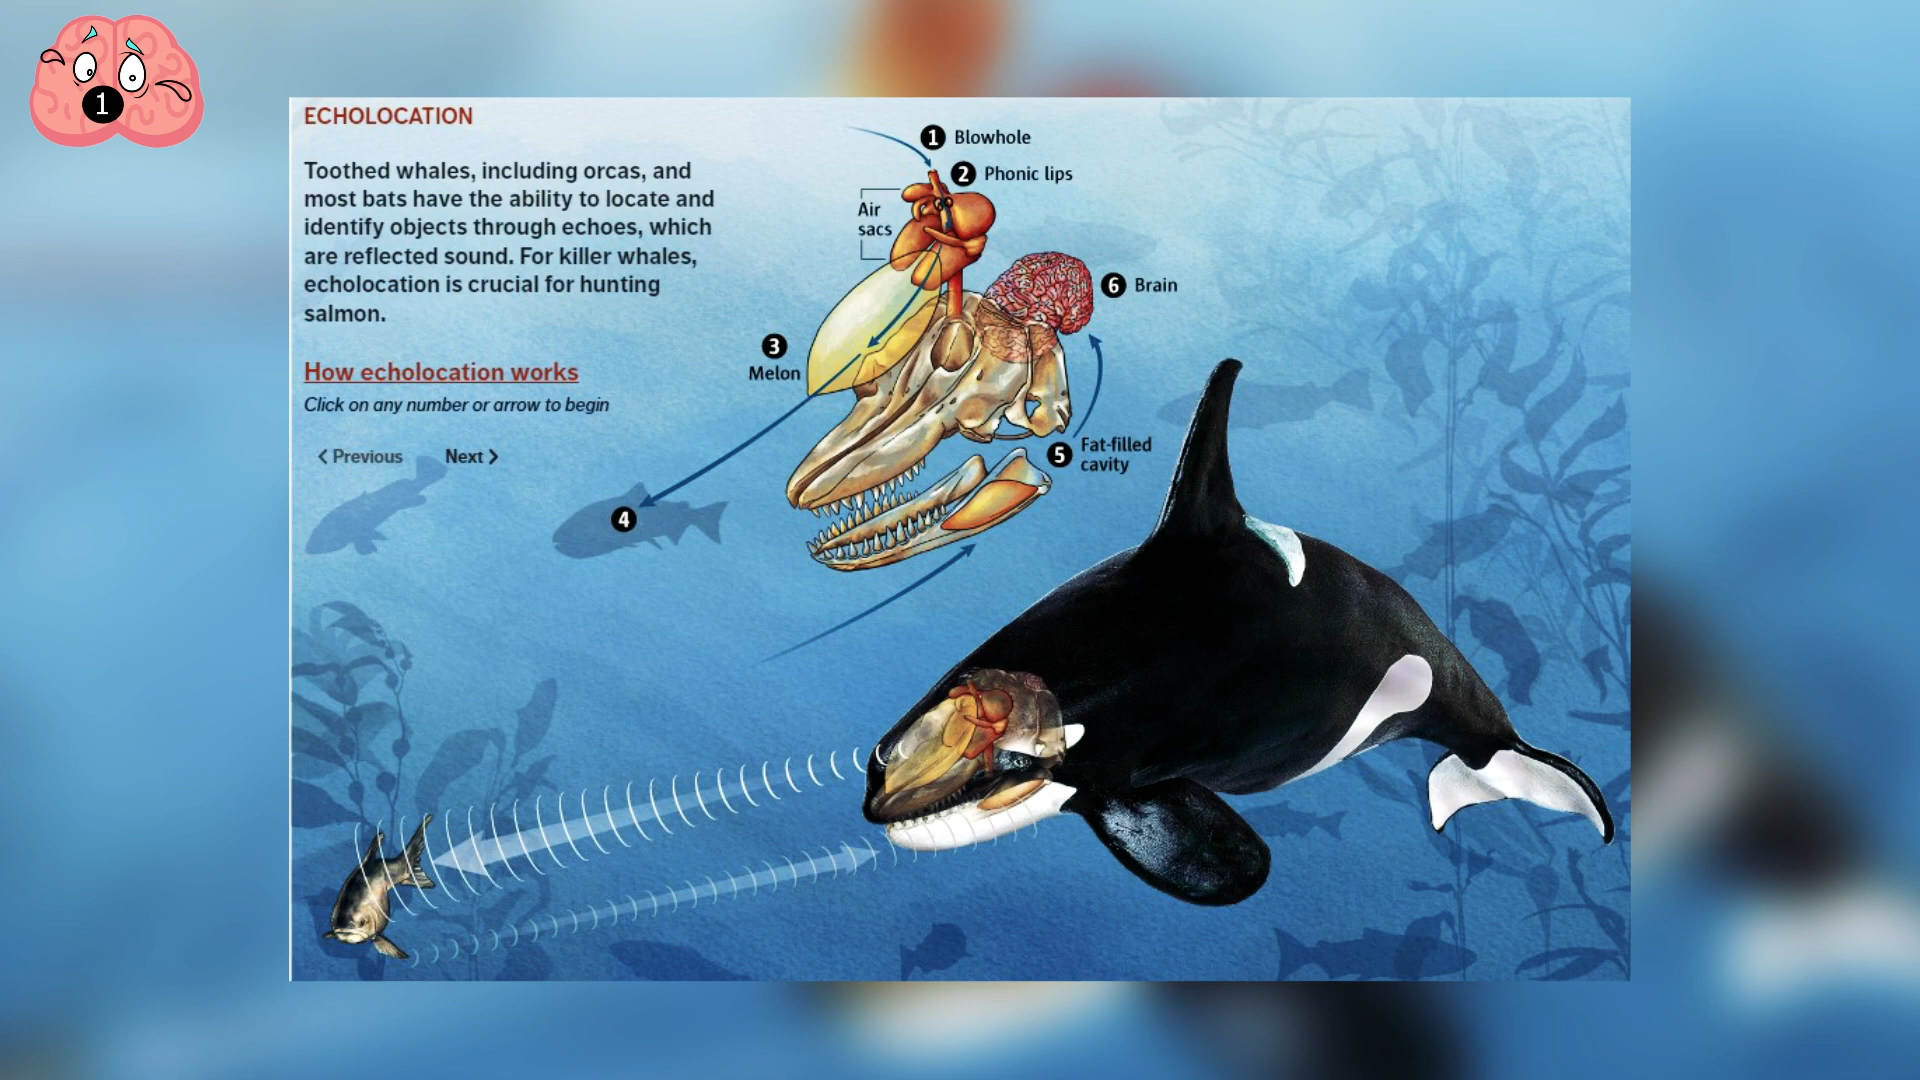 1
ECHOLOCATION
Toothed whales, including orcas, and
most bats have the ability to locate and
identify objects through echoes, which
are reflected sound. For killer whales,
echolocation is crucial for hunting
salmon.
How echolocation works
Click on any number or arrow to begin
< Previous Next >
1 Blowhole
2 Phonic lips
Air
sacs
6 Brain
3
Melon
5 Fat-filled
cavity
4